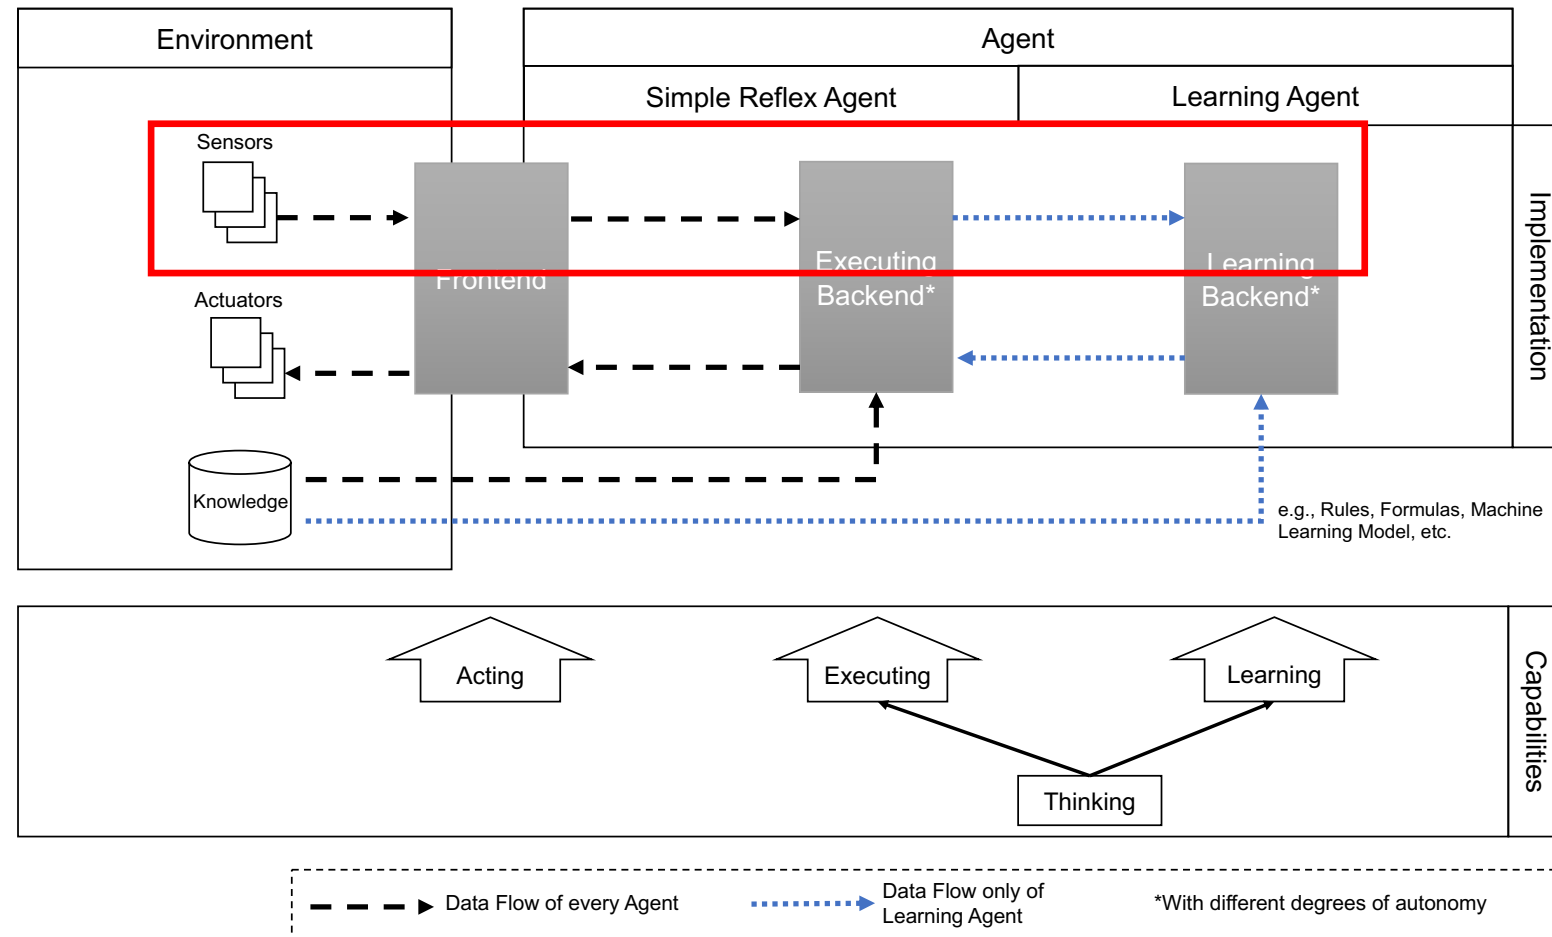 Environment
Agent
Simple Reflex Agent
Learning Agent
Sensors
Frontend
Executing
Backend*
Learning
Backend*
Implementation
Actuators
Knowledge
e.g., Rules, Formulas, Machine
Learning Model, etc.
Acting
Executing
Learning
Capabilities
Thinking
Data Flow of every Agent
Data Flow only of
Learning Agent
*With different degrees of autonomy